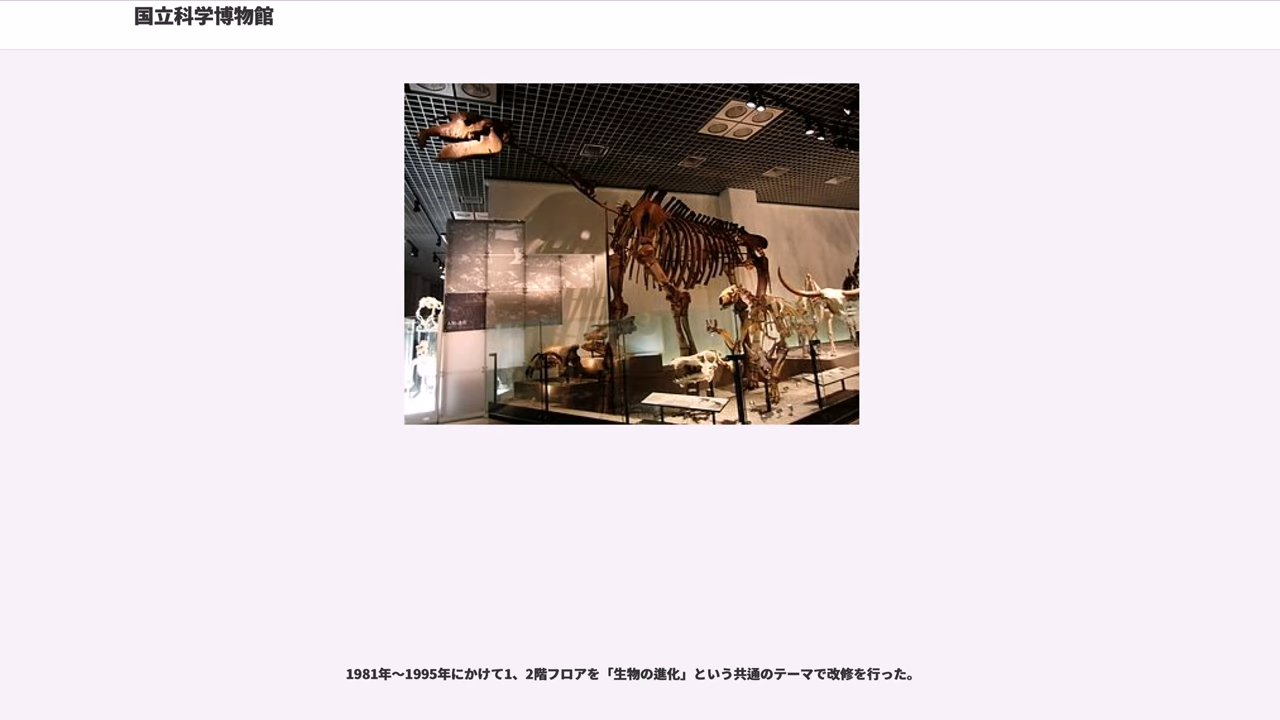 国立科学博物館
1981年〜1995年にかけて1、2階フロアを「生物の進化」という共通のテーマで改修を行った。